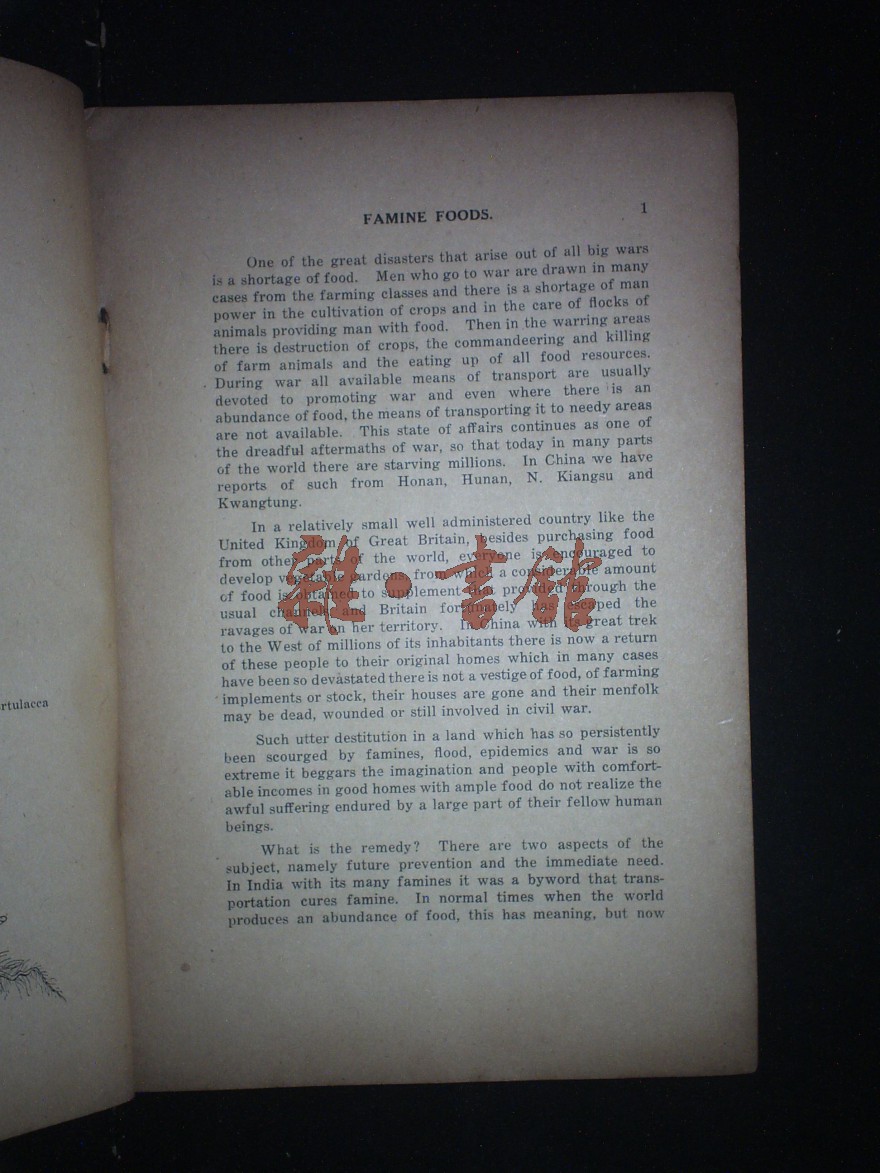 rtulacca
FAMINE FOODS.
1
One of the great disasters that arise out of all big wars
is a shortage of food. Men who go to war are drawn in many
cases from the farming classes and there is a shortage of man
power in the cultivation of crops and in the care of flocks of
animals providing man with food. Then in the warring areas
there is destruction of crops, the commandeering and killing
of farm animals and the eating up of all food resources.
During war all available means of transport are usually
devoted to promoting war and even where there is an
abundance of food, the means of transporting it to needy areas
are not available. This state of affairs continues as one of
the dreadful aftermaths of war, so that today in many parts
of the world there are starving millions. In China we have
reports of such from Honan, Hunan, N. Kiangsu and
Kwangtung.
In a relatively small well administered country like the
United Kingdom of Great Britain, besides purchasing food
from other parts of the world, everyone is encouraged to
develop vegetable gardens, from which a considerable amount
of food is obtained to supplement that provided through the
usual channels and Britain fortunately has escaped the
ravages of war on her territory. In China with its great trek
to the West of millions of its inhabitants there is now a return
of these people to their original homes which in many cases
have been so devastated there is not a vestige of food, of farming
implements or stock, their houses are gone and their menfolk
may be dead, wounded or still involved in civil war.
Such utter destitution in a land which has so persistently
been scourged by famines, flood, epidemics and war is so
extreme it beggars the imagination and people with comfort-
able incomes in good homes with ample food do not realize the
awful suffering endured by a large part of their fellow human
beings.
What is the remedy? There are two aspects of the
subject, namely future prevention and the immediate need.
In India with its many famines it was a byword that trans-
portation cures famine. In normal times when the world
produces an abundance of food, this has meaning, but now